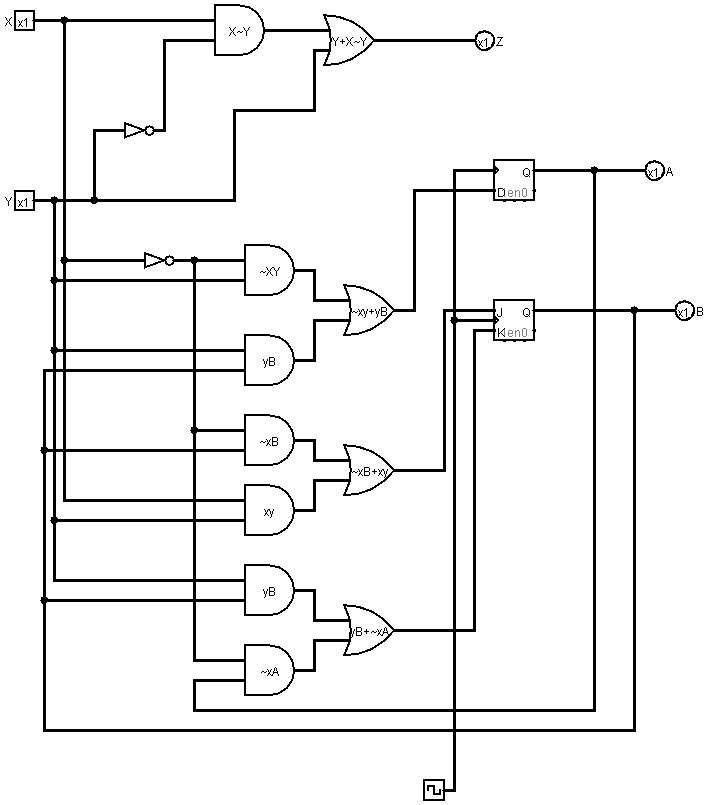 X x1
X~Y
Y+X~Y
x1 Z
Y x1
Q
D en0
x1 A
~XY
~xy+yB
yB
J Q
K en0
x1 B
~xB
~xB+xy
xy
yB
yB+~xA
~xA